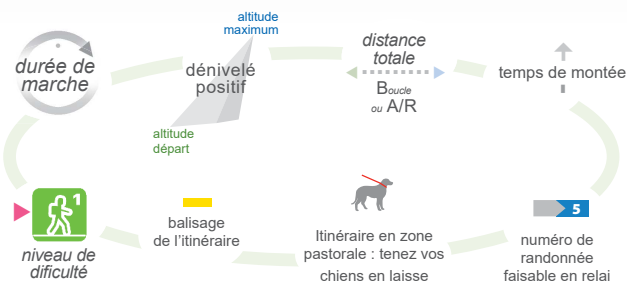 durée de
marche
altitude
maximum
dénivelé
positif
altitude
départ
distance
totale
Boucle
ou A/R
temps de montée
1
niveau de
dificulté
balisage
de l'itinéraire
Itinéraire en zone
pastorale : tenez vos
chiens en laisse
5
numéro de
randonnée
faisable en relai